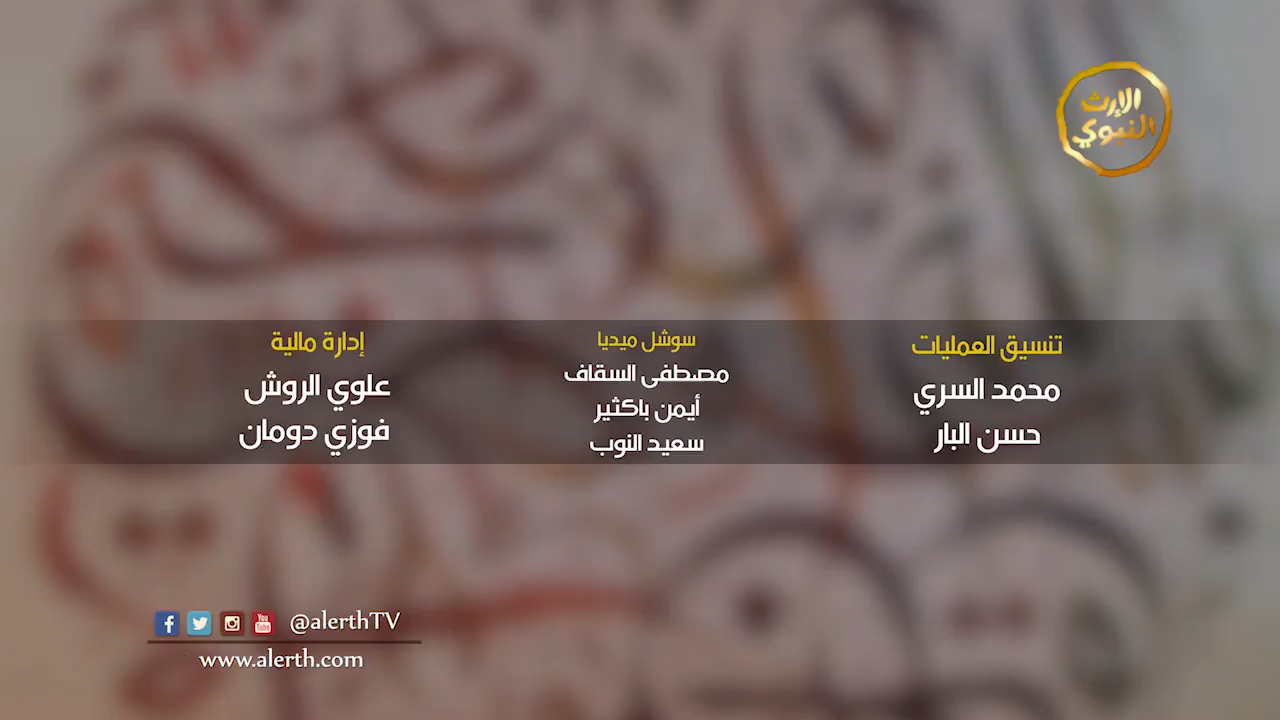 الإرث
النبوي
تنسيق العمليات
محمد السري
حسن البار
سوشل ميديا
مصطفى السقاف
أيمن باكثير
سعيد النوب
إدارة مالية
علوي الروش
فوزي دومان
@alerthTV
www.alerth.com